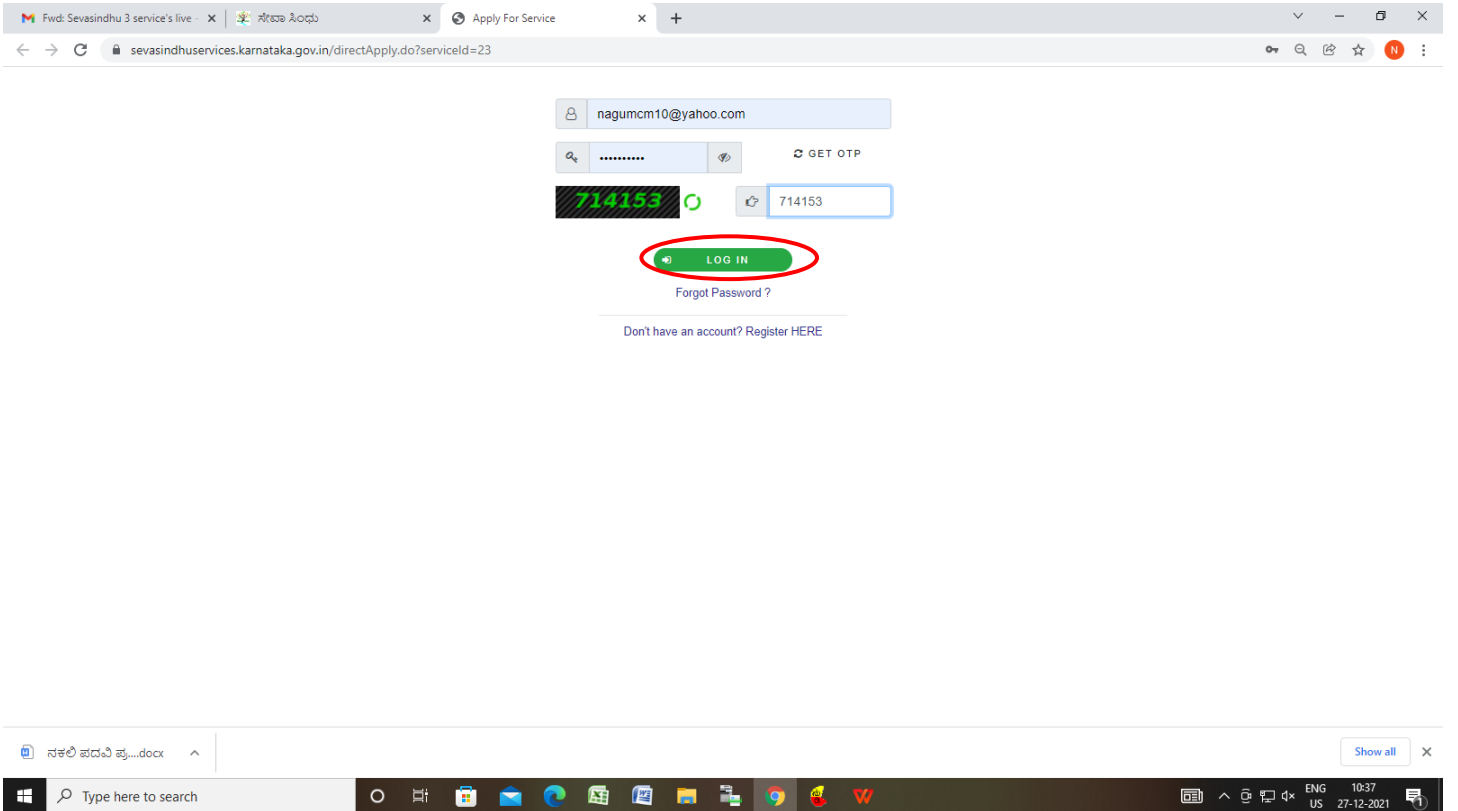 Fwd: Sevasindhu 3 service's live -
ಸೇವಾ ಸಿಂಧು
Apply For Service
sevasindhuservices.karnataka.gov.in/directApply.do?serviceId=23
N
nagumcm10@yahoo.com
••••••••••
GET OTP
714153
714153
LOG IN
Forgot Password ?
Don't have an account? Register HERE
ನಕಲಿ ಪದವಿ ಪ್ರ....docx
Show all
Type here to search
ENG
US
10:37
27-12-2021
1